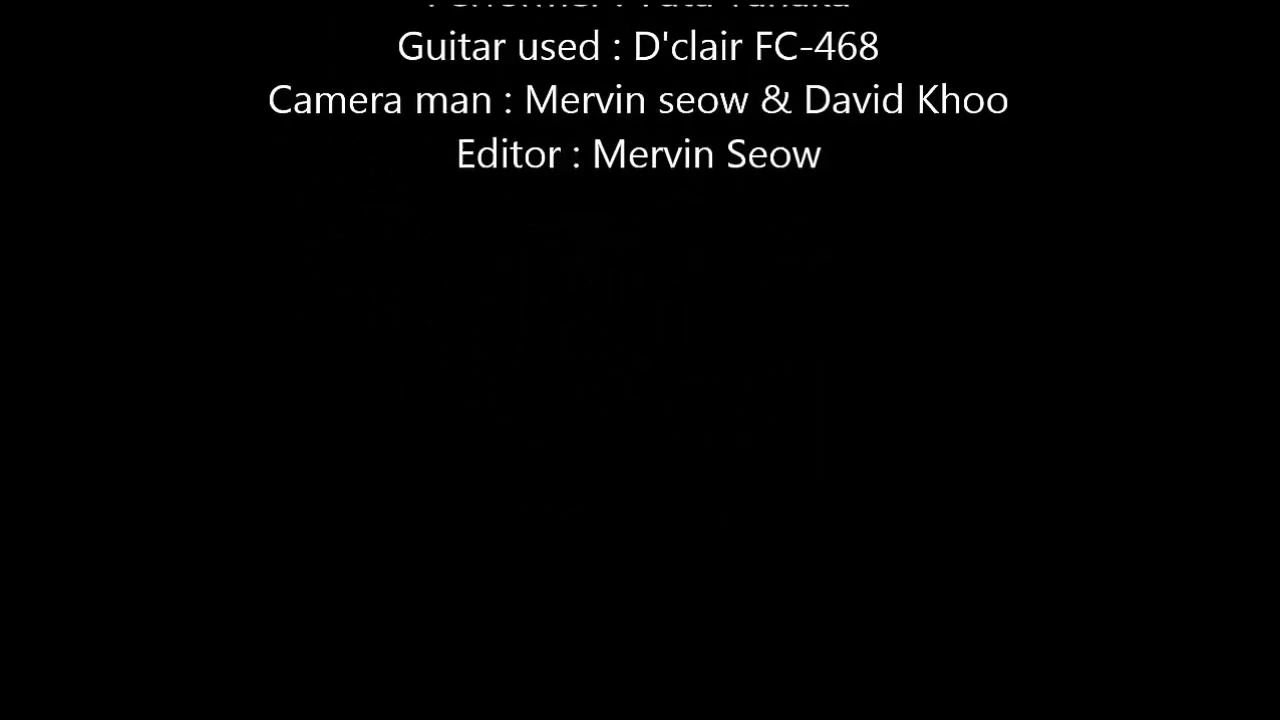 Guitar used : D'clair FC-468
Camera man : Mervin seow & David Khoo
Editor : Mervin Seow